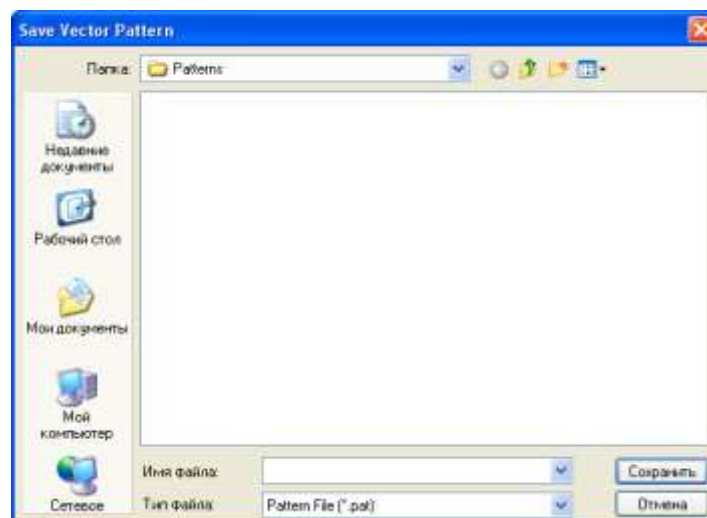 Save Vector Pattern
Папка: Patterns
Недавние
документы
Рабочий стол
Мои документы
Мой
компьютер
Сетевое
Имя файла:
Сохранить
Тип файла: Pattern File (*.pat)
Отмена